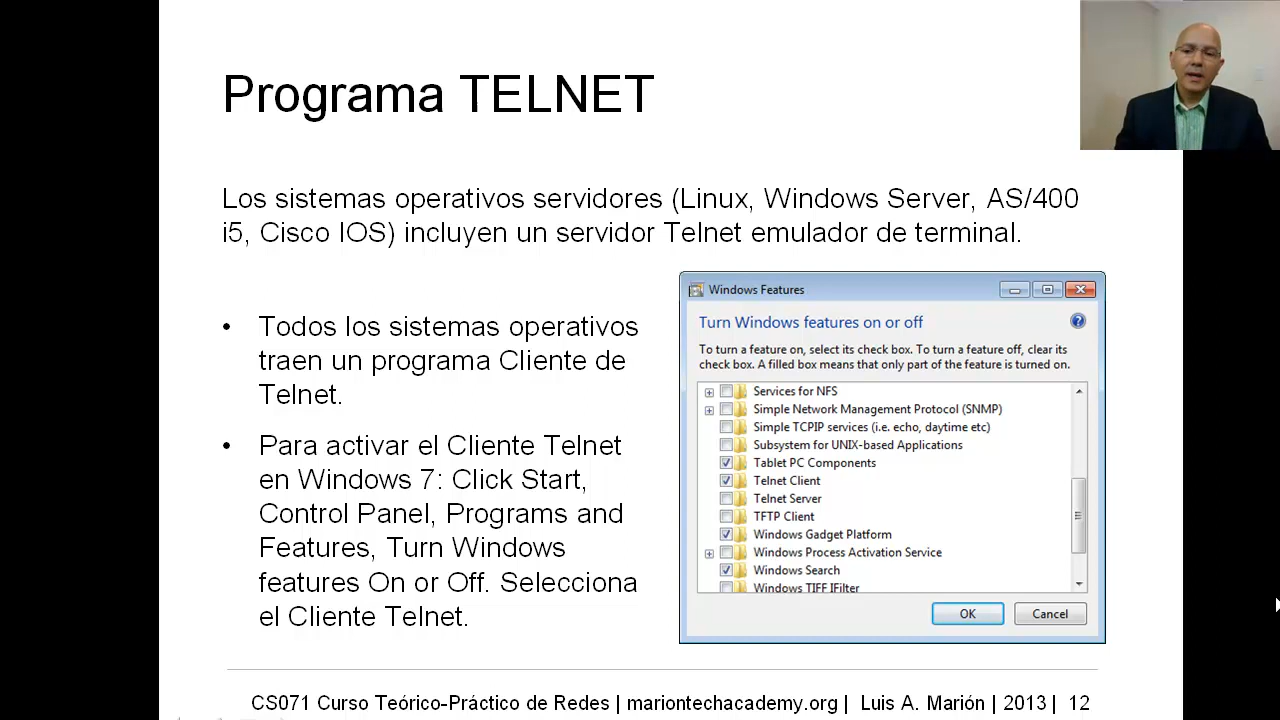 Programa TELNET
Los sistemas operativos servidores (Linux, Windows Server, AS/400
i5, Cisco IOS) incluyen un servidor Telnet emulador de terminal.
• Todos los sistemas operativos
traen un programa Cliente de
Telnet.
• Para activar el Cliente Telnet
en Windows 7: Click Start,
Control Panel, Programs and
Features, Turn Windows
features On or Off. Selecciona
el Cliente Telnet.
Windows Features
Turn Windows features on or off
To turn a feature on, select its check box. To turn a feature off, clear its
check box. A filled box means that only part of the feature is turned on.
Services for NFS
Simple Network Management Protocol (SNMP)
Simple TCPIP services (i.e. echo, daytime etc)
Subsystem for UNIX-based Applications
Tablet PC Components
Telnet Client
Telnet Server
TFTP Client
Windows Gadget Platform
Windows Process Activation Service
Windows Search
Windows TIFF IFilter
OK Cancel
CS071 Curso Teórico-Práctico de Redes | mariontechacademy.org | Luis A. Marión | 2013 | 12